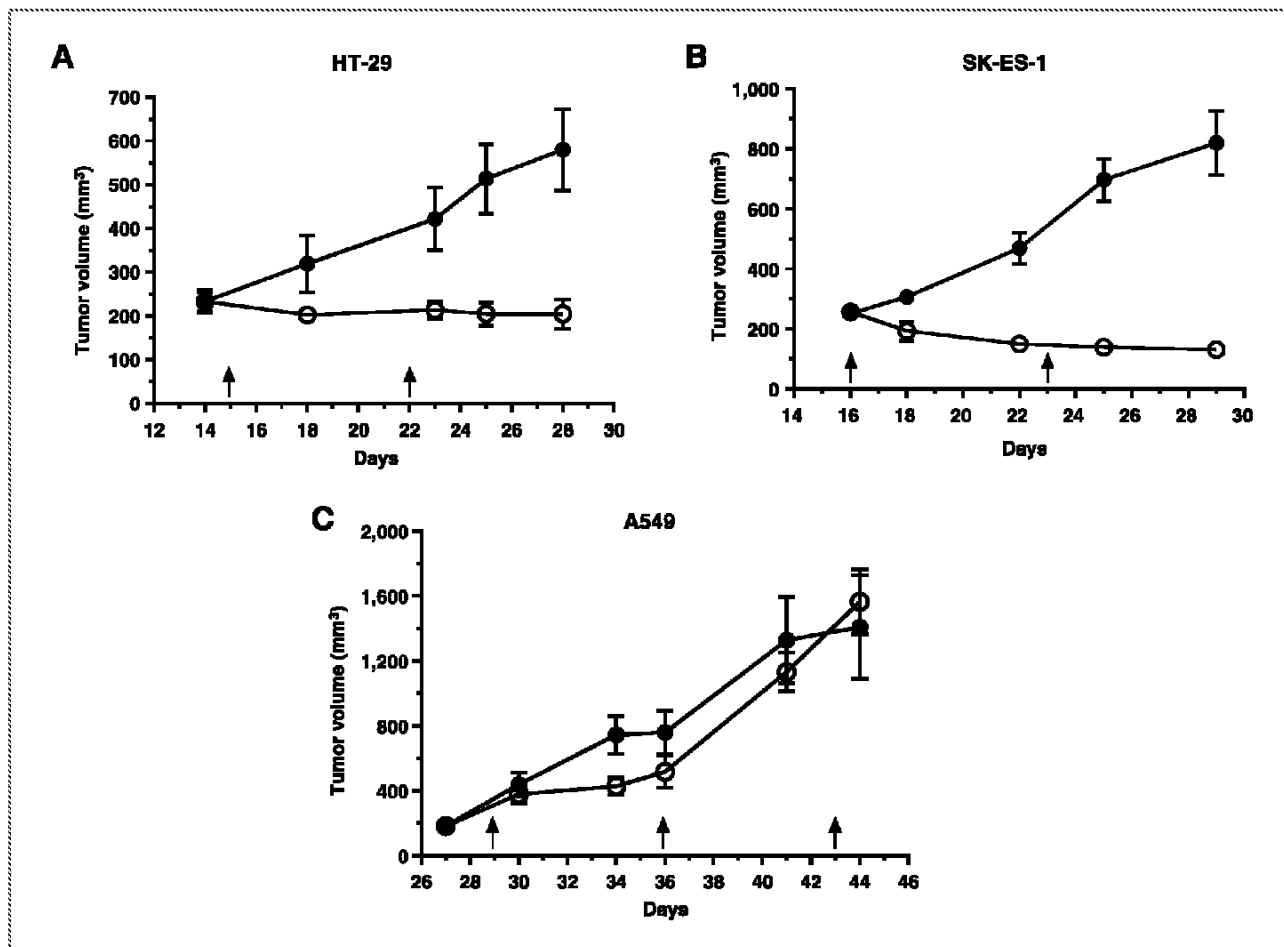 A
HT-29
700
600
500
400
300
200
100
0
Tumor volume (mm³)
12 14 16 18 20 22 24 26 28 30
Days
B
SK-ES-1
1,000
800
600
400
200
0
Tumor volume (mm³)
14 16 18 20 22 24 26 28 30
Days
C
A549
2,000
1,600
1,200
800
400
0
Tumor volume (mm³)
26 28 30 32 34 36 38 40 42 44 46
Days